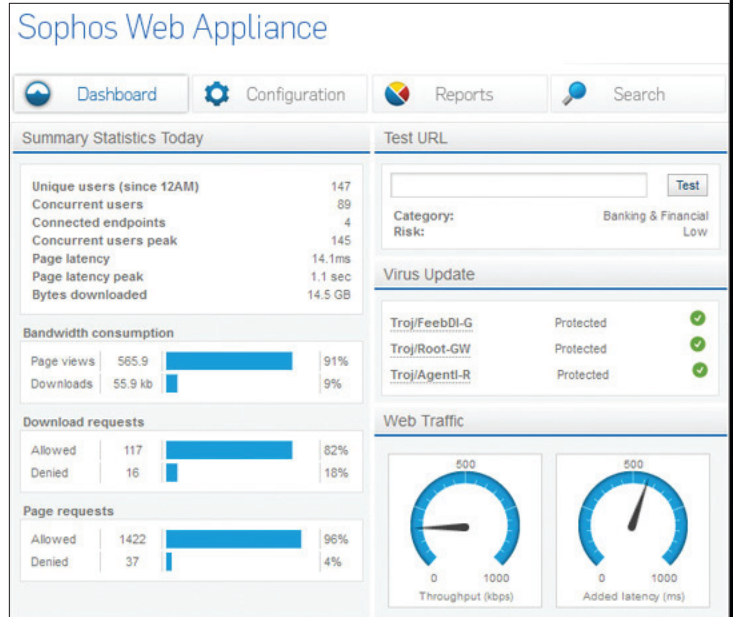 Sophos Web Appliance
Dashboard Configuration Reports Search
Summary Statistics Today
Unique users (since 12AM) 147
Concurrent users 89
Connected endpoints 4
Concurrent users peak 145
Page latency 14.1ms
Page latency peak 1.1 sec
Bytes downloaded 14.5 GB
Bandwidth consumption
Page views 565.9 91%
Downloads 55.9 kb 9%
Download requests
Allowed 117 82%
Denied 16 18%
Page requests
Allowed 1422 96%
Denied 37 4%
Test URL
Test
Category: Banking & Financial
Risk: Low
Virus Update
Troj/FeebDl-G Protected
Troj/Root-GW Protected
Troj/Agentl-R Protected
Web Traffic
500
0 1000
Throughput (kbps)
500
0 1000
Added latency (ms)